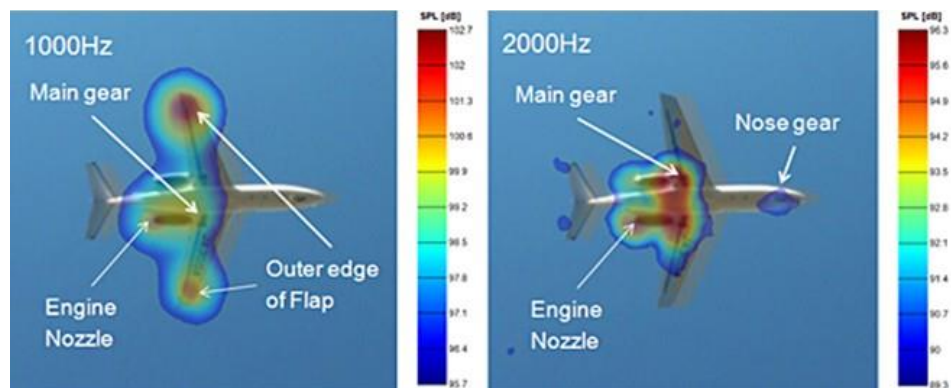 1000Hz
Main gear
Engine
Nozzle
Outer edge
of Flap
SPL [dB]
102.7
102
101.3
100.6
99.9
99.2
98.5
97.8
97.1
96.4
95.7
2000Hz
Main gear
Nose gear
Engine
Nozzle
SPL [dB]
96.3
95.6
94.9
94.2
93.5
92.8
92.1
91.4
90.7
90
89.3